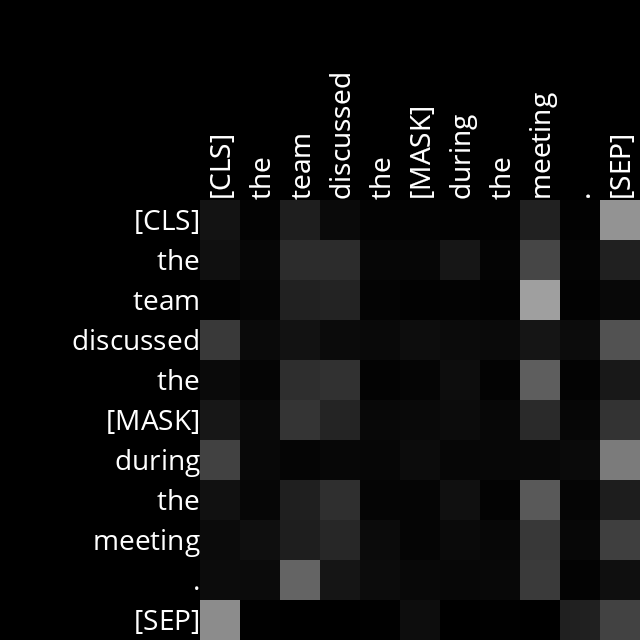 [CLS] the team discussed the [MASK] during the meeting . [SEP]
[CLS]
the
team
discussed
the
[MASK]
during
the
meeting
.
[SEP]